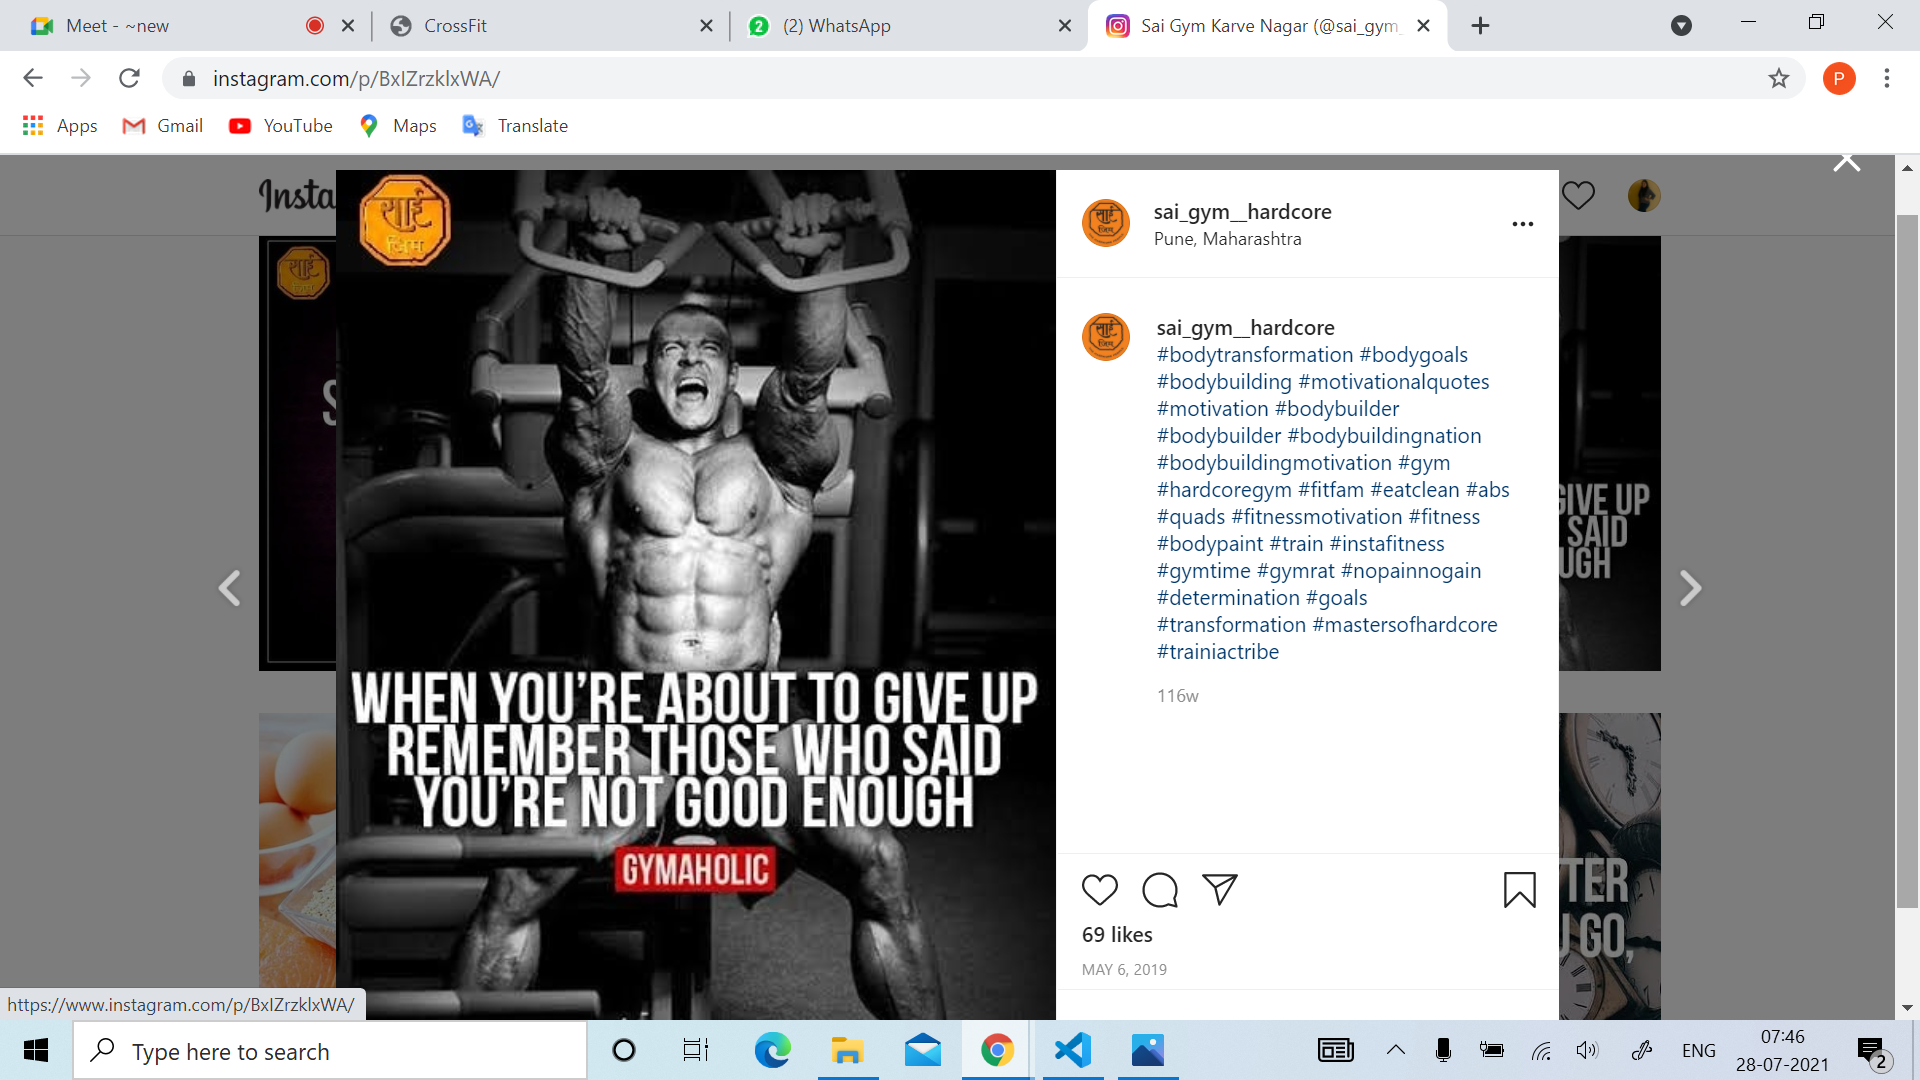 Meet - ~new
CrossFit
(2) WhatsApp
Sai Gym Karve Nagar (@sai_gym_
instagram.com/p/BxIZrzklxWA/
P
Apps
Gmail
YouTube
Maps
Translate
Insta
साई
जिम
sai_gym__hardcore
Pune, Maharashtra
sai_gym__hardcore
#bodytransformation #bodygoals
#bodybuilding #motivationalquotes
#motivation #bodybuilder
#bodybuilder #bodybuildingnation
#bodybuildingmotivation #gym
#hardcoregym #fitfam #eatclean #abs
#quads #fitnessmotivation #fitness
#bodypaint #train #instafitness
#gymtime #gymrat #nopainnogain
#determination #goals
#transformation #mastersofhardcore
#trainiactribe
116w
WHEN YOU'RE ABOUT TO GIVE UP
REMEMBER THOSE WHO SAID
YOU'RE NOT GOOD ENOUGH
GYMAHOLIC
GIVE UP
SAID
UGH
TER
GO,
69 likes
MAY 6, 2019
https://www.instagram.com/p/BxIZrzklxWA/
Type here to search
ENG
07:46
28-07-2021
2